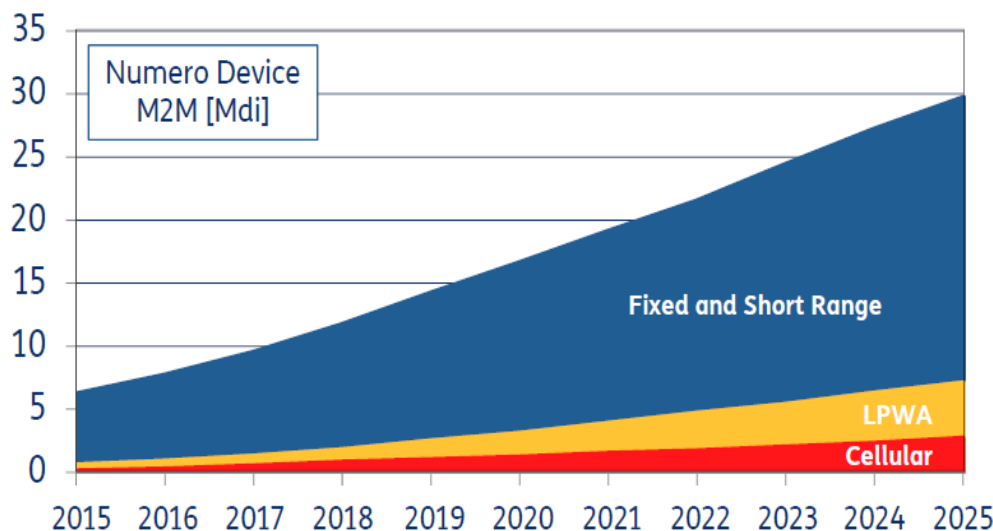 35
Numero Device
M2M [Mdi]
30
25
20
15
Fixed and Short Range
10
5
LPWA
Cellular
0
2015 2016 2017 2018 2019 2020 2021 2022 2023 2024 2025